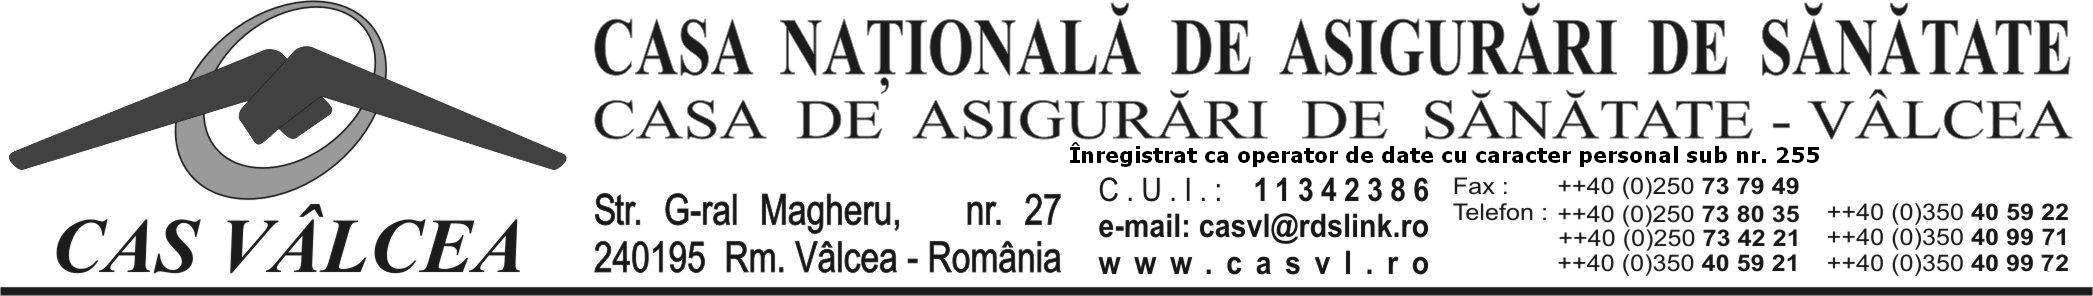 CASA NAȚIONALĂ DE ASIGURĂRI DE SĂNĂTATE
CASA DE ASIGURĂRI DE SĂNĂTATE - VÂLCEA
Înregistrat ca operator de date cu caracter personal sub nr. 255
CAS VÂLCEA
Str. G-ral Magheru, nr. 27
240195 Rm. Vâlcea - România
C.U.I.: 11342386
e-mail: casvl@rdslink.ro
www.casvl.ro
Fax : ++40 (0)250 73 79 49
Telefon : ++40 (0)250 73 80 35 ++40 (0)350 40 59 22
++40 (0)250 73 42 21 ++40 (0)350 40 99 71
++40 (0)350 40 59 21 ++40 (0)350 40 99 72